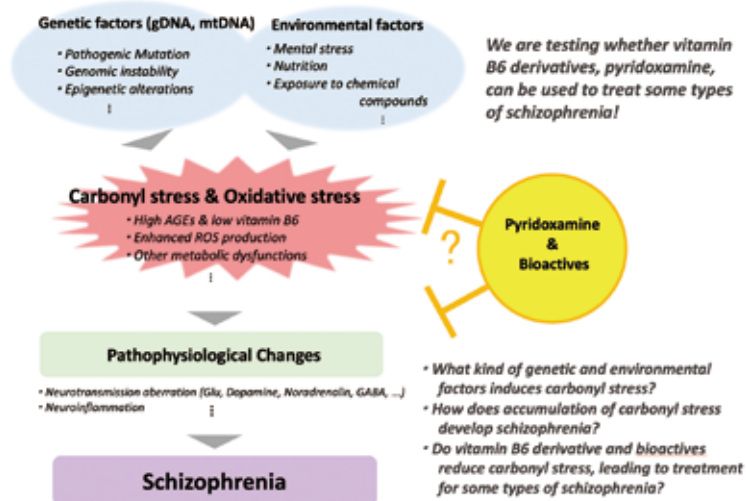 Genetic factors (gDNA, mtDNA)
• Pathogenic Mutation
• Genomic instability
• Epigenetic alterations
⁝
Environmental factors
• Mental stress
• Nutrition
• Exposure to chemical
compounds
⁝
We are testing whether vitamin
B6 derivatives, pyridoxamine,
can be used to treat some types
of schizophrenia!
Carbonyl stress & Oxidative stress
• High AGEs & low vitamin B6
• Enhanced ROS production
• Other metabolic dysfunctions
⁝
?
Pyridoxamine
&
Bioactives
Pathophysiological Changes
• Neurotransmission aberration (Glu, Dopamine, Noradrenalin, GABA, ...)
• Neuroinflammation
⁝
Schizophrenia
• What kind of genetic and environmental
factors induces carbonyl stress?
• How does accumulation of carbonyl stress
develop schizophrenia?
• Do vitamin B6 derivative and bioactives
reduce carbonyl stress, leading to treatment
for some types of schizophrenia?